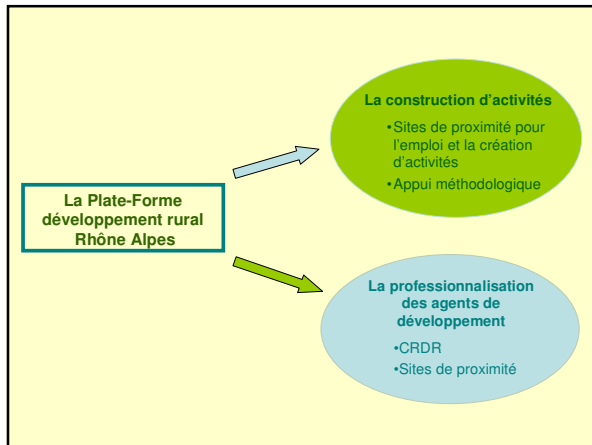 La construction d'activités
•Sites de proximité pour
l'emploi et la création
d'activités
•Appui méthodologique
La Plate-Forme
développement rural
Rhône Alpes
La professionnalisation
des agents de
développement
•CRDR
•Sites de proximité